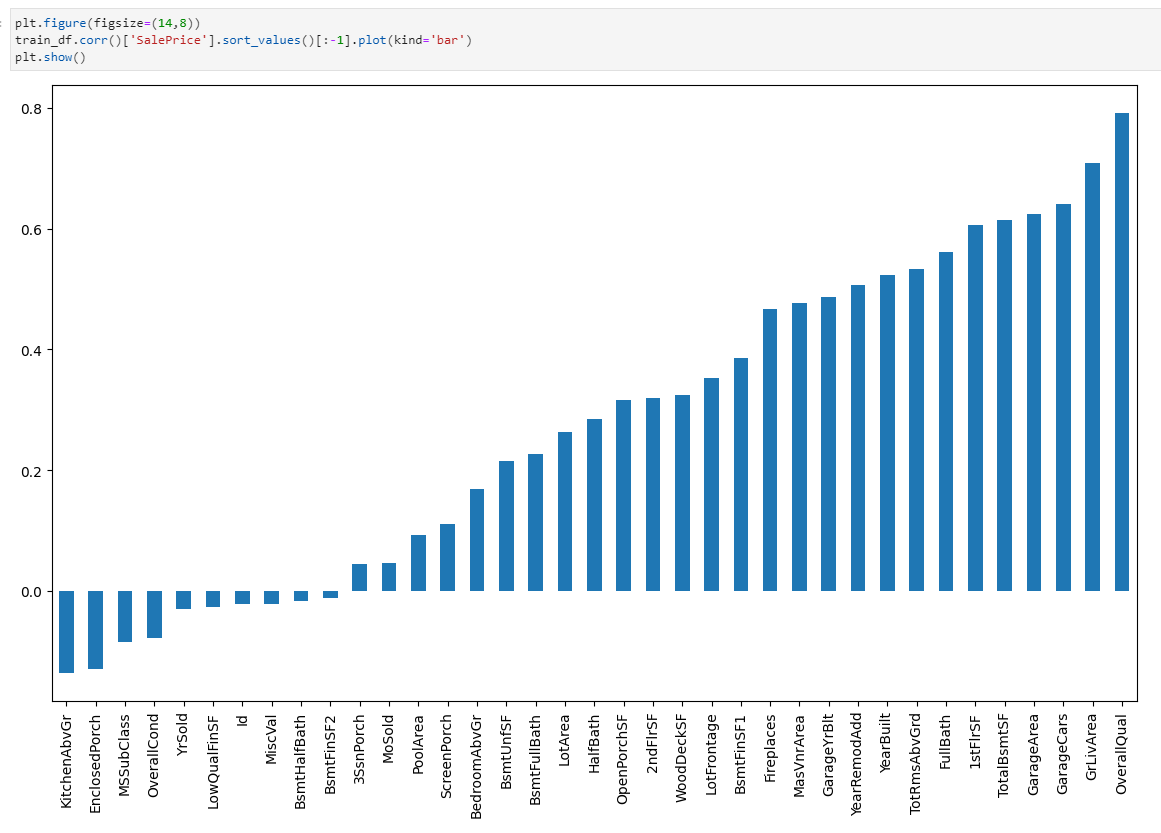 plt.figure(figsize=(14,8))
train_df.corr()['SalePrice'].sort_values()[:-1].plot(kind='bar')
plt.show()
0.8
0.6
0.4
0.2
0.0
KitchenAbvGr
EnclosedPorch
MSSubClass
OverallCond
YrSold
LowQualFinSF
Id
MiscVal
BsmtHalfBath
BsmtFinSF2
3SsnPorch
MoSold
PoolArea
ScreenPorch
BedroomAbvGr
BsmtUnfSF
BsmtFullBath
LotArea
HalfBath
OpenPorchSF
2ndFlrSF
WoodDeckSF
LotFrontage
BsmtFinSF1
Fireplaces
MasVnrArea
GarageYrBlt
YearRemodAdd
YearBuilt
TotRmsAbvGrd
FullBath
1stFlrSF
TotalBsmtSF
GarageArea
GarageCars
GrLivArea
OverallQual